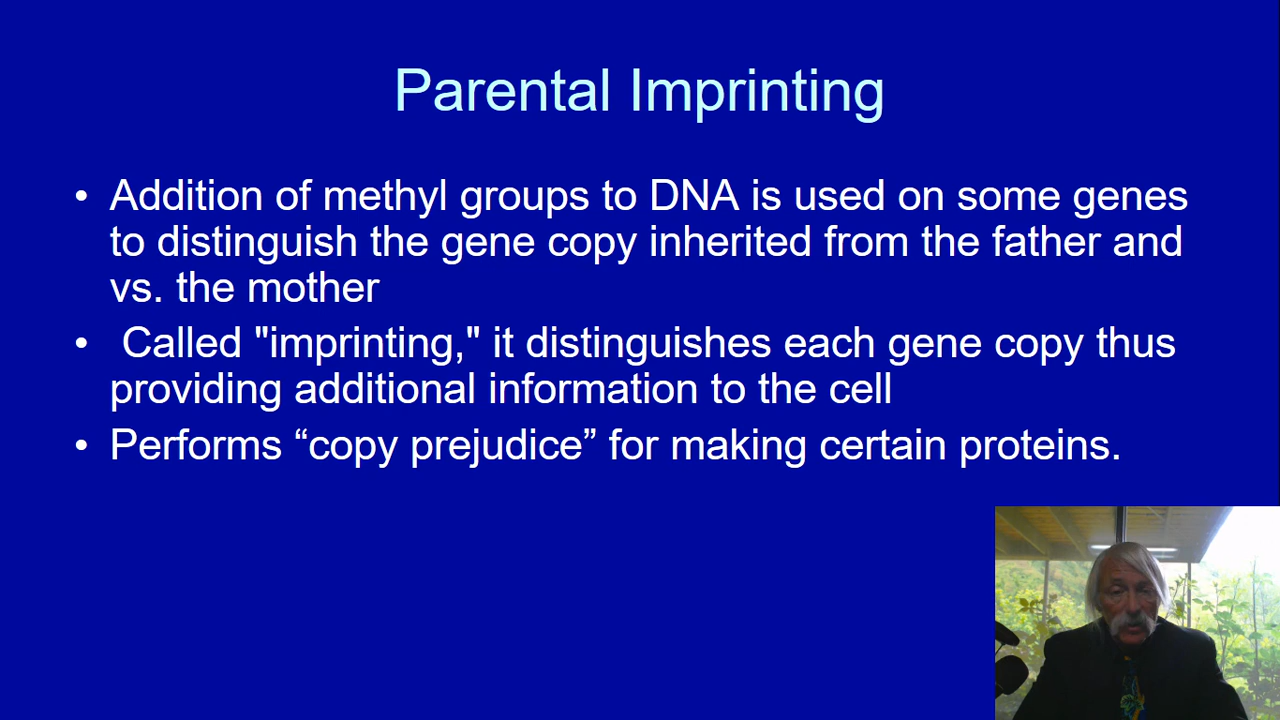 Parental Imprinting
• Addition of methyl groups to DNA is used on some genes
to distinguish the gene copy inherited from the father and
vs. the mother
• Called "imprinting," it distinguishes each gene copy thus
providing additional information to the cell
• Performs “copy prejudice” for making certain proteins.